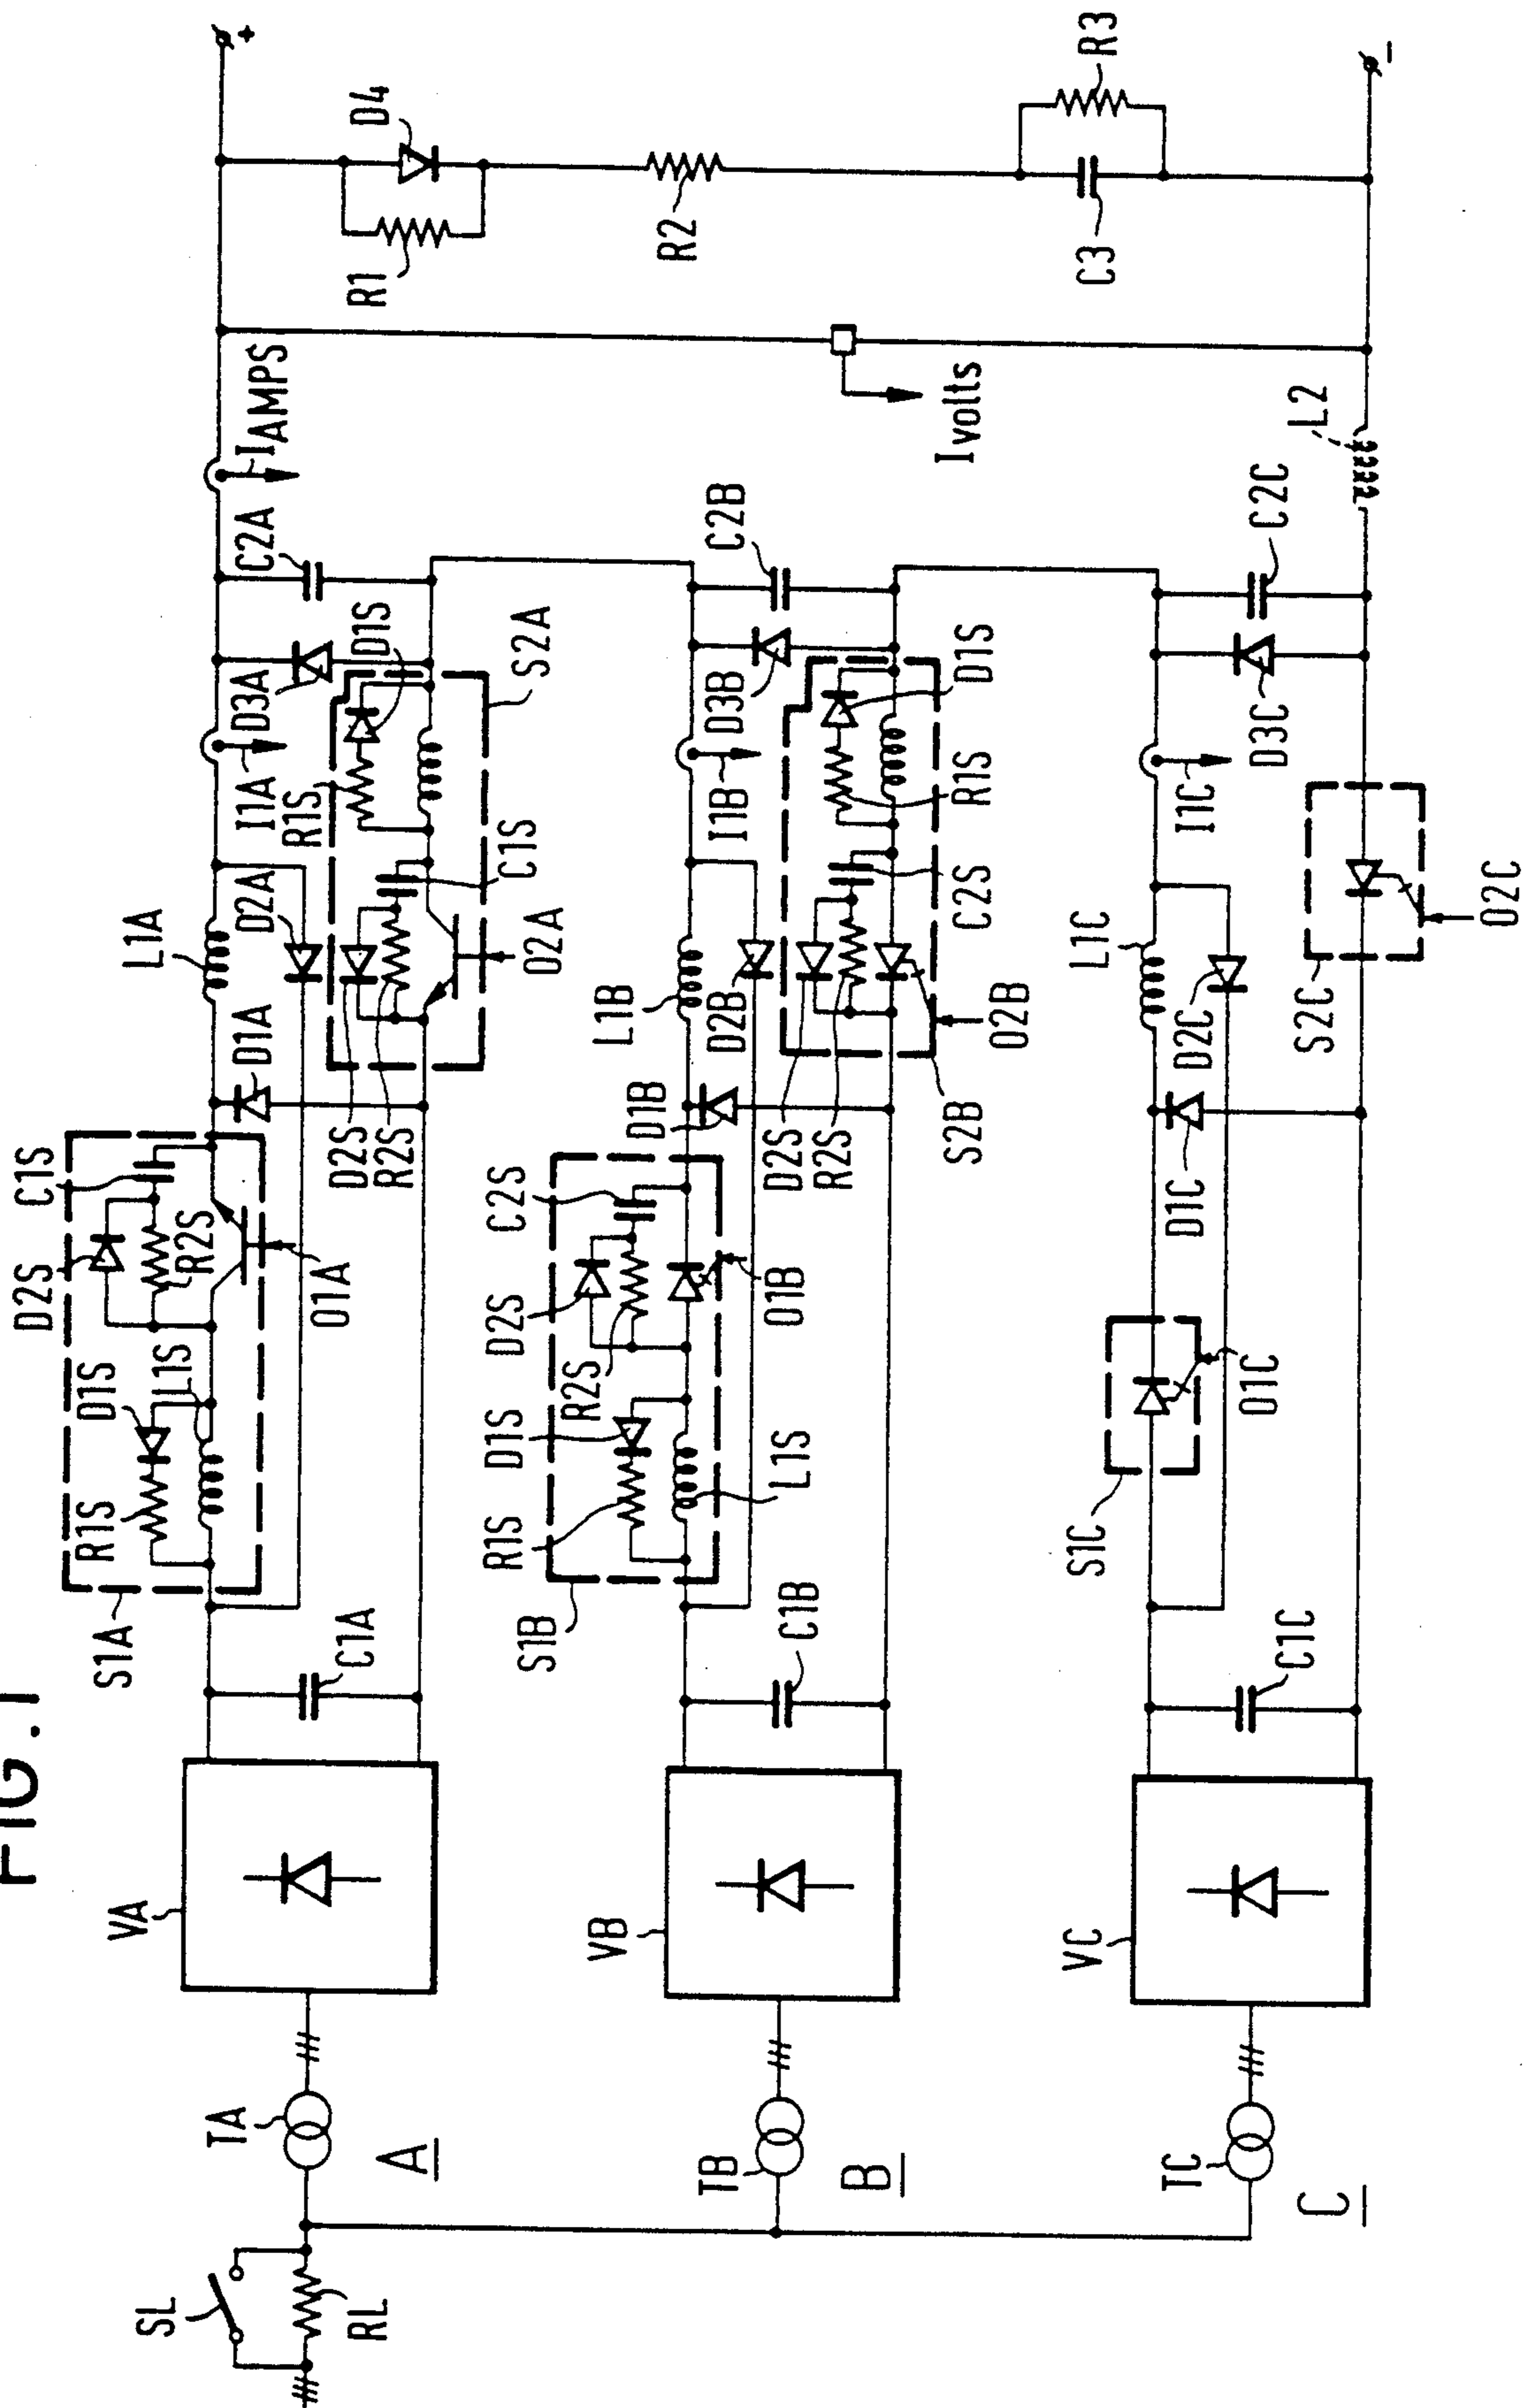 FIG.1
SL
RL
TA
A
VA
C1A
S1A
R1S
D1S
L1S
D2S
C1S
R2S
O1A
D1A
L1A
D2A
I1A
D3A
C2A
IAMPS
+
D2S
R2S
R1S
C1S
D1S
S2A
O2A
TB
B
VB
C1B
S1B
R1S
D1S
L1S
D2S
R2S
C2S
O1B
D1B
L1B
D2B
I1B
D3B
C2B
D2S
R2S
C2S
R1S
D1S
S2B
O2B
Ivolts
R1
D4
R2
C3
R3
TC
C
VC
C1C
S1C
O1C
D1C
L1C
D2C
I1C
D3C
C2C
S2C
O2C
L2
-